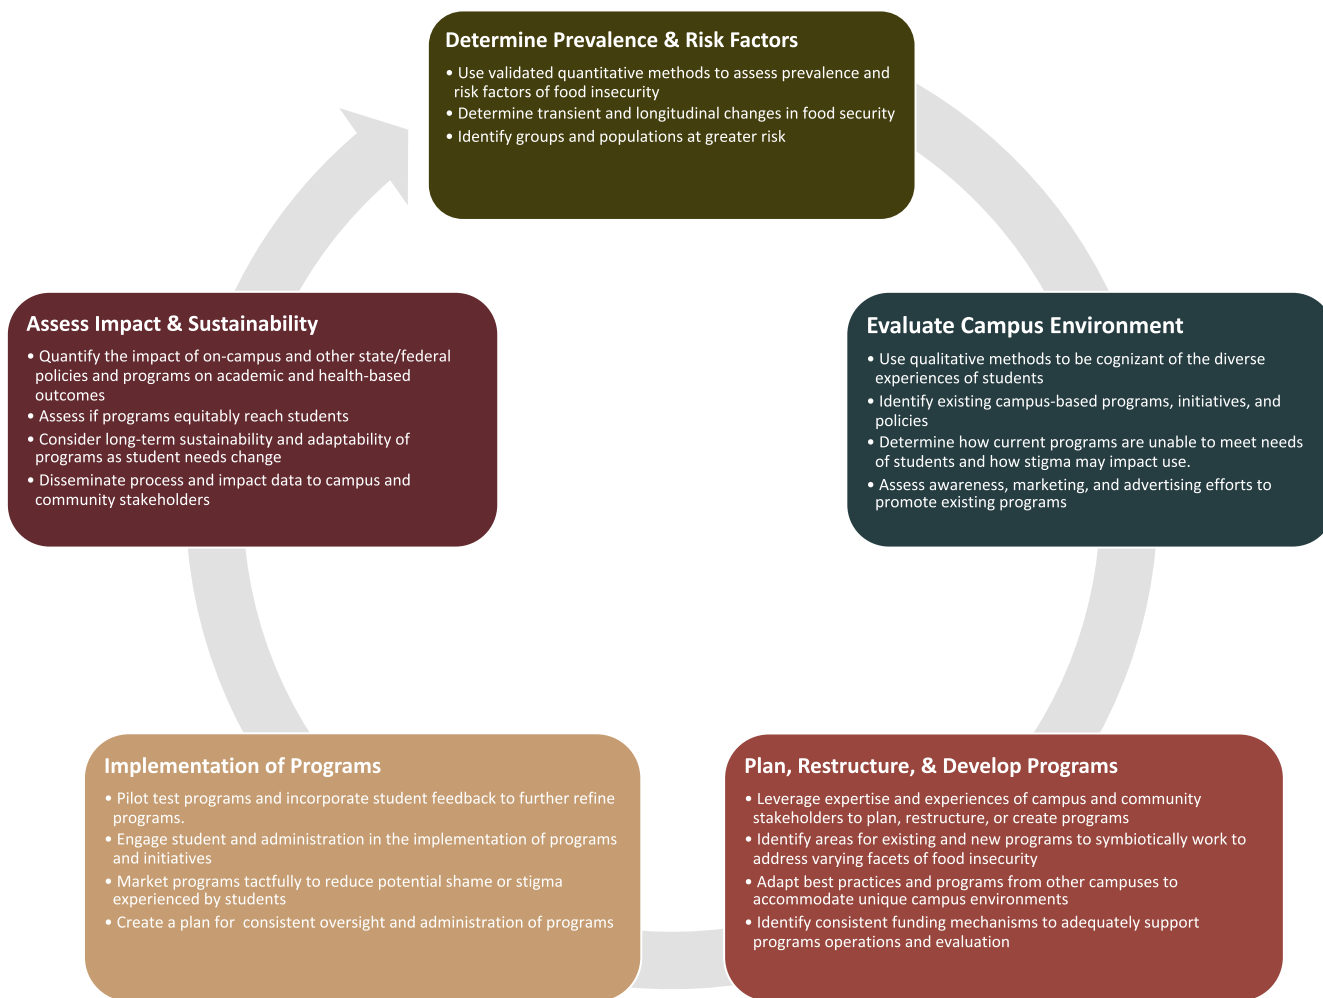 Determine Prevalence & Risk Factors
• Use validated quantitative methods to assess prevalence and
risk factors of food insecurity
• Determine transient and longitudinal changes in food security
• Identify groups and populations at greater risk
Evaluate Campus Environment
• Use qualitative methods to be cognizant of the diverse
experiences of students
• Identify existing campus-based programs, initiatives, and
policies
• Determine how current programs are unable to meet needs
of students and how stigma may impact use.
• Assess awareness, marketing, and advertising efforts to
promote existing programs
Plan, Restructure, & Develop Programs
• Leverage expertise and experiences of campus and community
stakeholders to plan, restructure, or create programs
• Identify areas for existing and new programs to symbiotically work to
address varying facets of food insecurity
• Adapt best practices and programs from other campuses to
accommodate unique campus environments
• Identify consistent funding mechanisms to adequately support
programs operations and evaluation
Implementation of Programs
• Pilot test programs and incorporate student feedback to further refine
programs.
• Engage student and administration in the implementation of programs
and initiatives
• Market programs tactfully to reduce potential shame or stigma
experienced by students
• Create a plan for  consistent oversight and administration of programs
Assess Impact & Sustainability
• Quantify the impact of on-campus and other state/federal
policies and programs on academic and health-based
outcomes
• Assess if programs equitably reach students
• Consider long-term sustainability and adaptability of
programs as student needs change
• Disseminate process and impact data to campus and
community stakeholders